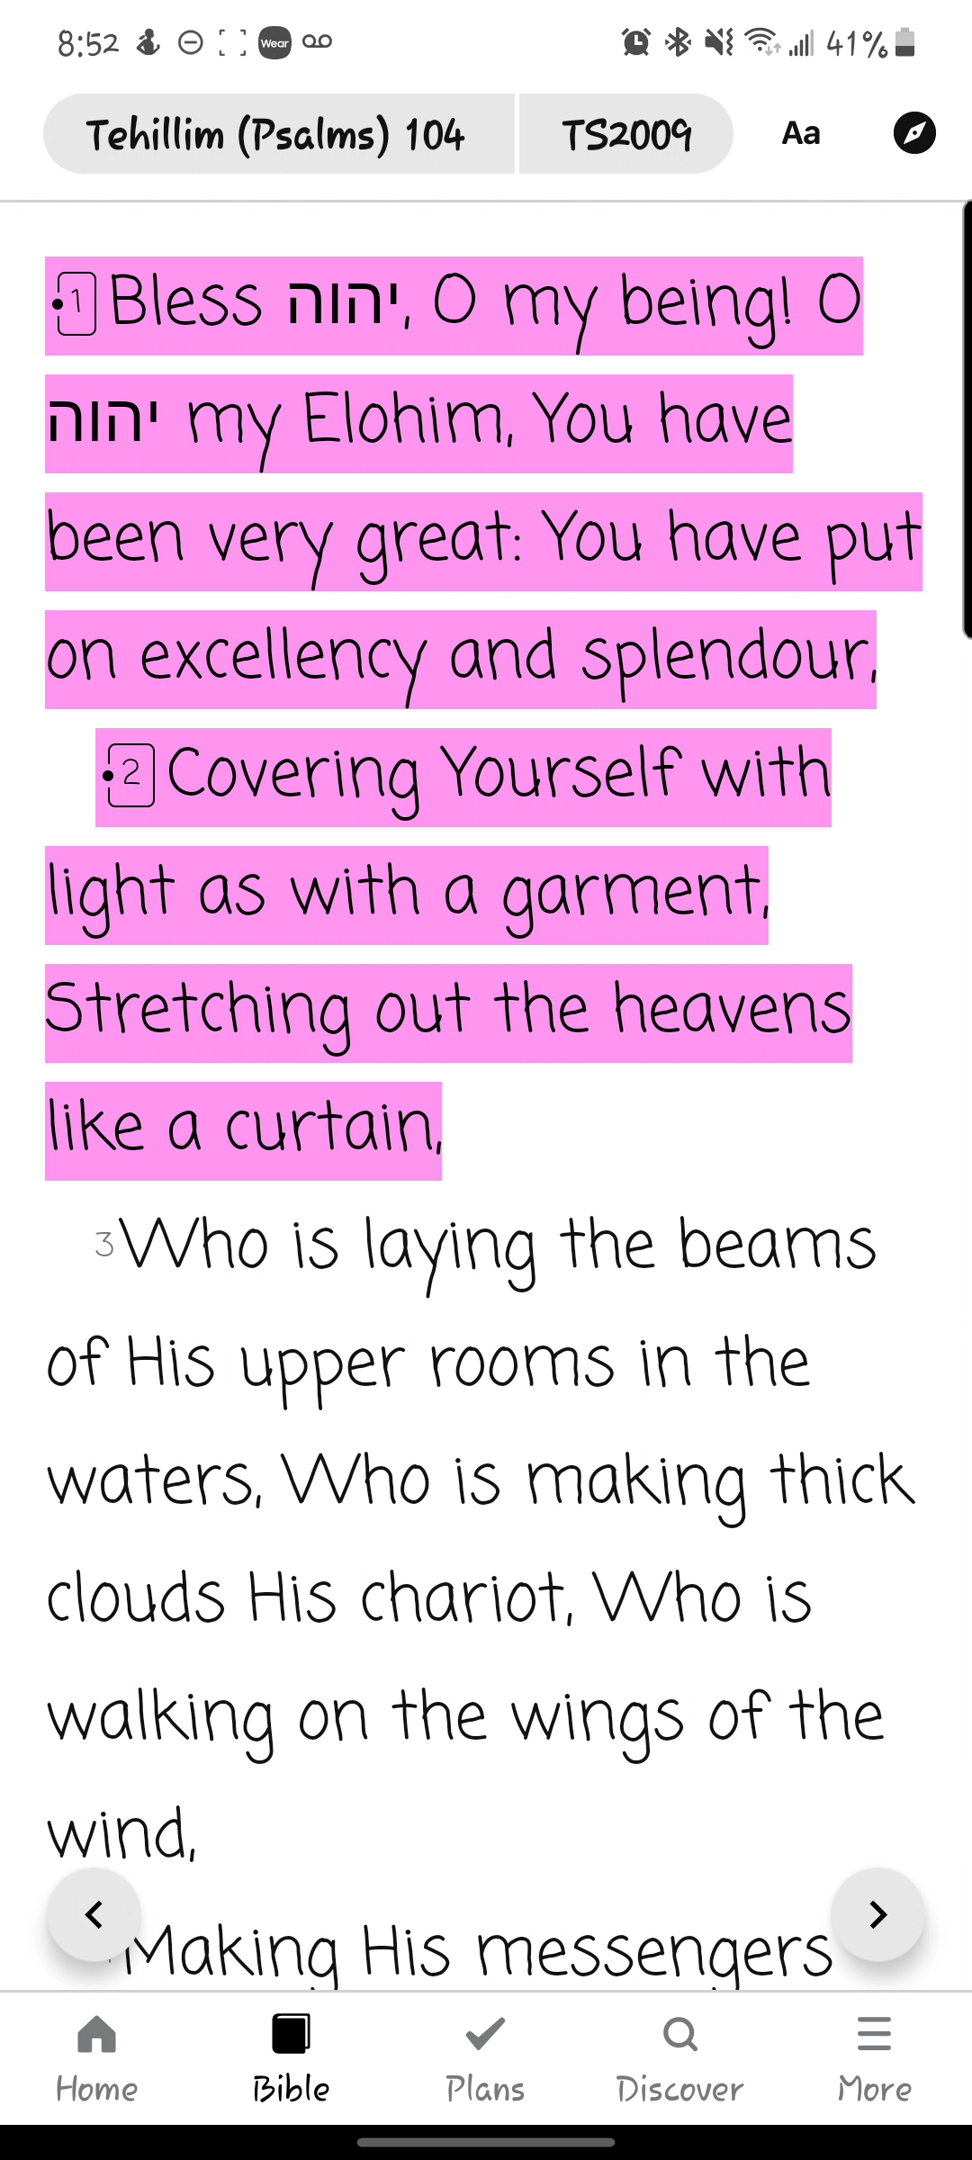 8:52 Wear 41%
Tehillim (Psalms) 104 TS2009 Aa
1 Bless יהוה, O my being! O
יהוה my Elohim, You have
been very great: You have put
on excellency and splendour,
2 Covering Yourself with
light as with a garment,
Stretching out the heavens
like a curtain,
3 Who is laying the beams
of His upper rooms in the
waters, Who is making thick
clouds His chariot, Who is
walking on the wings of the
wind,
Making His messengers
Home Bible Plans Discover More